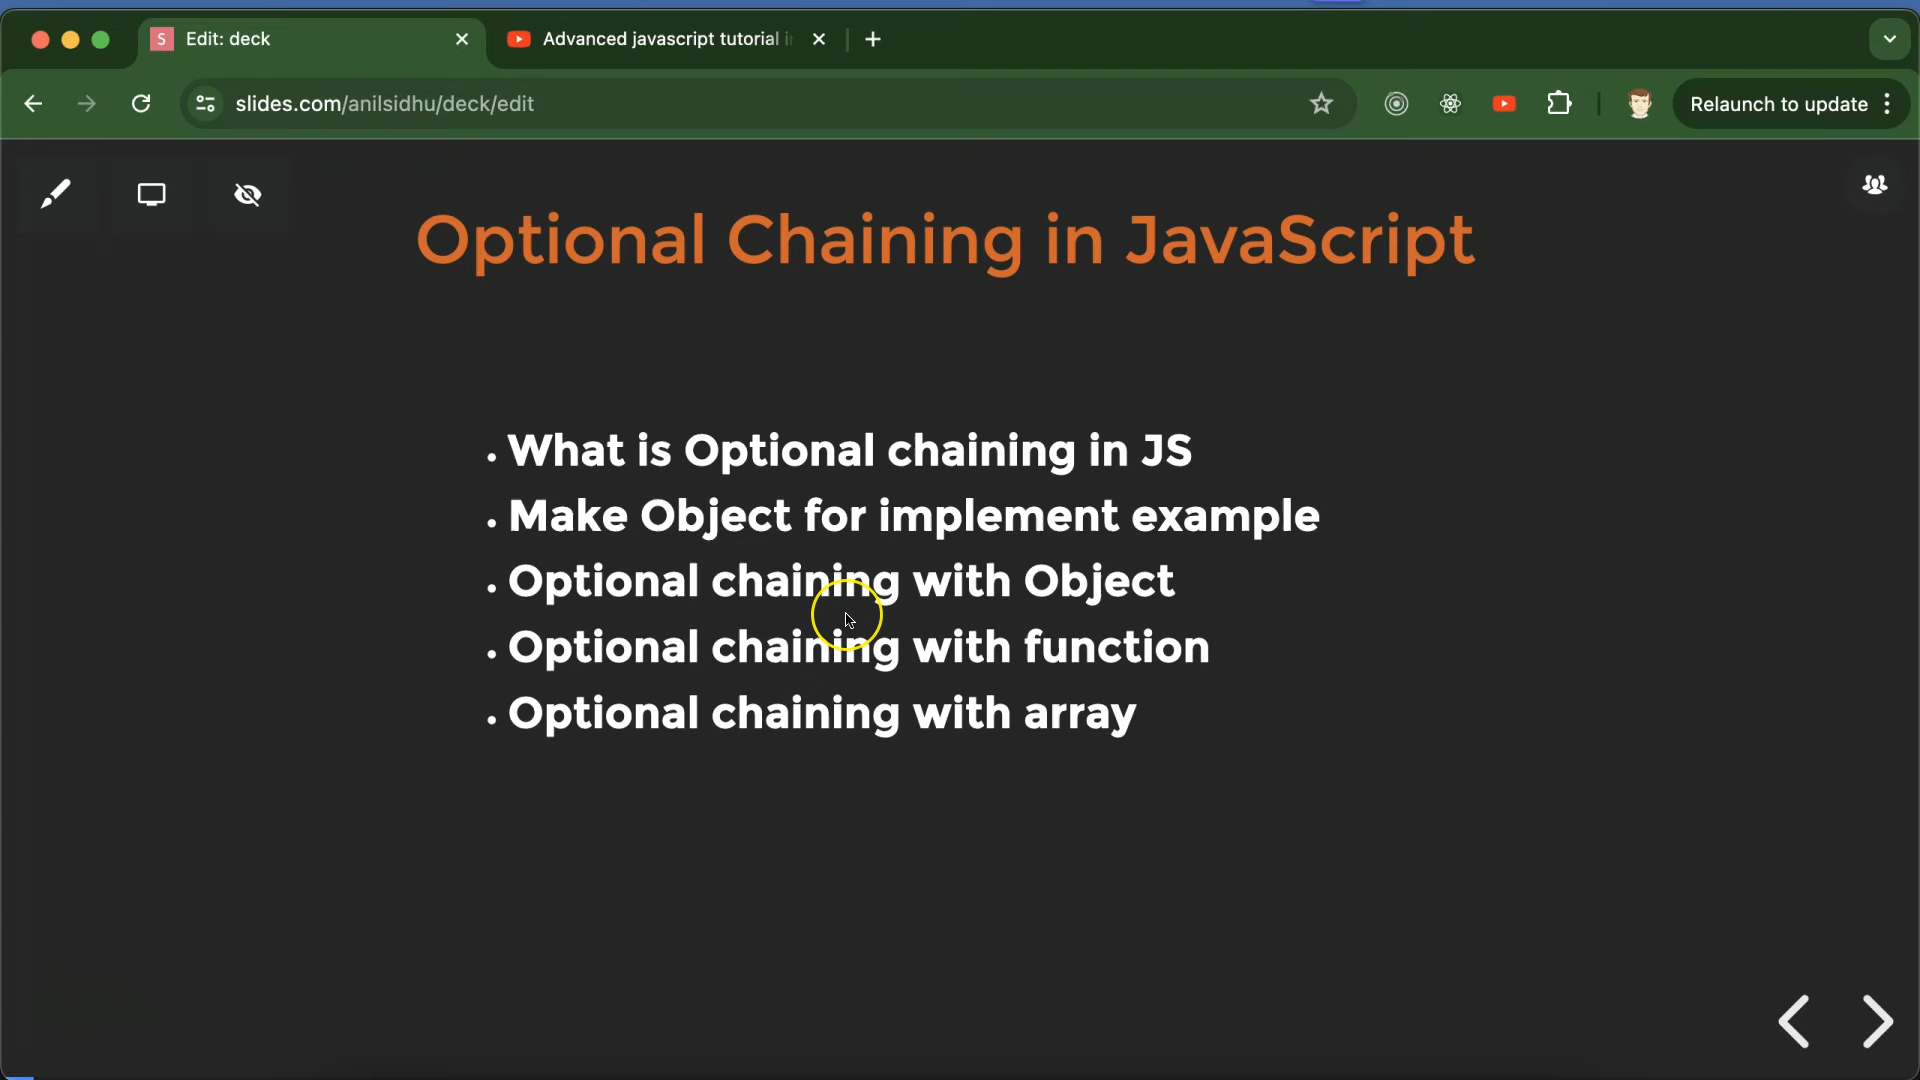 S Edit: deck
Advanced javascript tutorial i
slides.com/anilsidhu/deck/edit
Relaunch to update
Optional Chaining in JavaScript
• What is Optional chaining in JS
• Make Object for implement example
• Optional chaining with Object
• Optional chaining with function
• Optional chaining with array